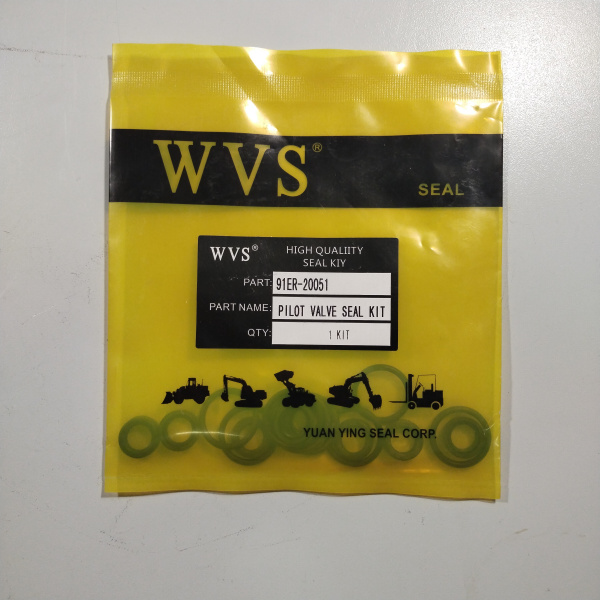 WVS®
SEAL
WVS®
HIGH QUALIITY
SEAL KIY
PART: 91ER-20051
PART NAME: PILOT VALVE SEAL KIT
QTY: 1 KIT
YUAN YING SEAL CORP.